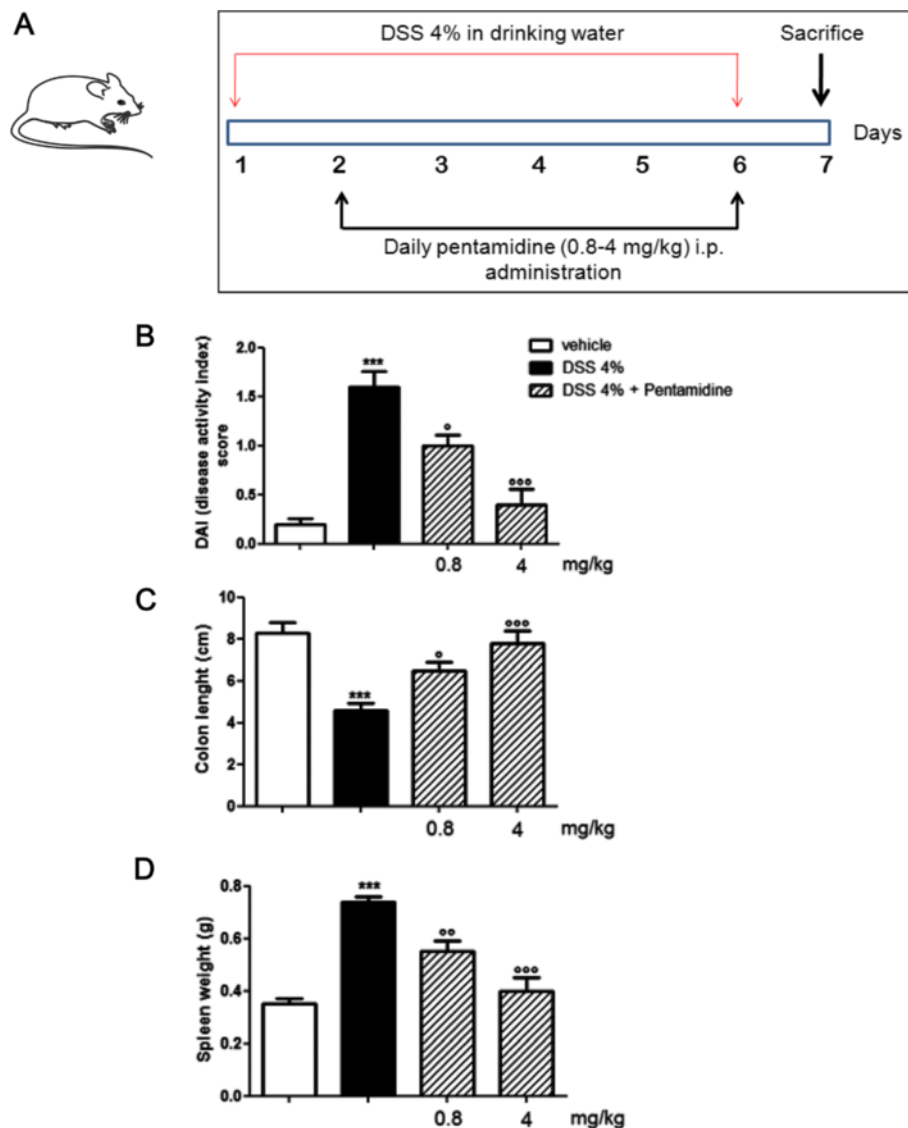 A
DSS 4% in drinking water
Sacrifice
Days
1 2 3 4 5 6 7
Daily pentamidine (0.8-4 mg/kg) i.p.
administration
B
DAI (disease activity index)
score
2.0
1.5
1.0
0.5
0.0
***
°
°°°
vehicle
DSS 4%
DSS 4% + Pentamidine
0.8 4 mg/kg
C
Colon lenght (cm)
10
8
6
4
2
0
***
°
°°°
0.8 4 mg/kg
D
Spleen weight (g)
0.8
0.6
0.4
0.2
0.0
***
°°
°°°
0.8 4 mg/kg